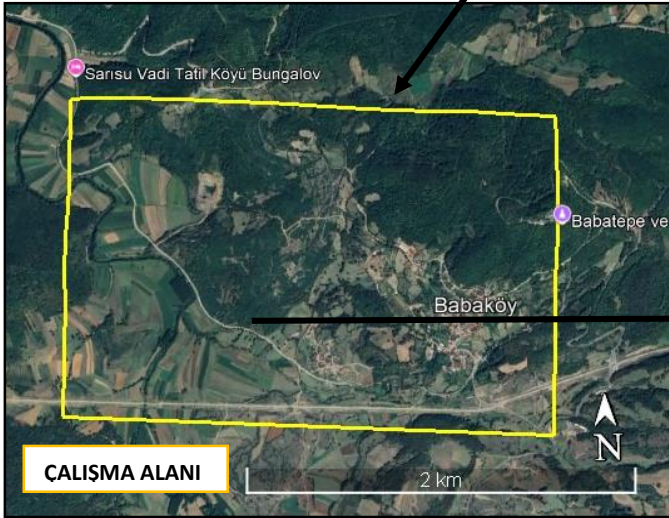 Sarısu Vadi Tatil Köyü Bungalov
Babatepe ve
Babaköy
N
ÇALIŞMA ALANI
2 km